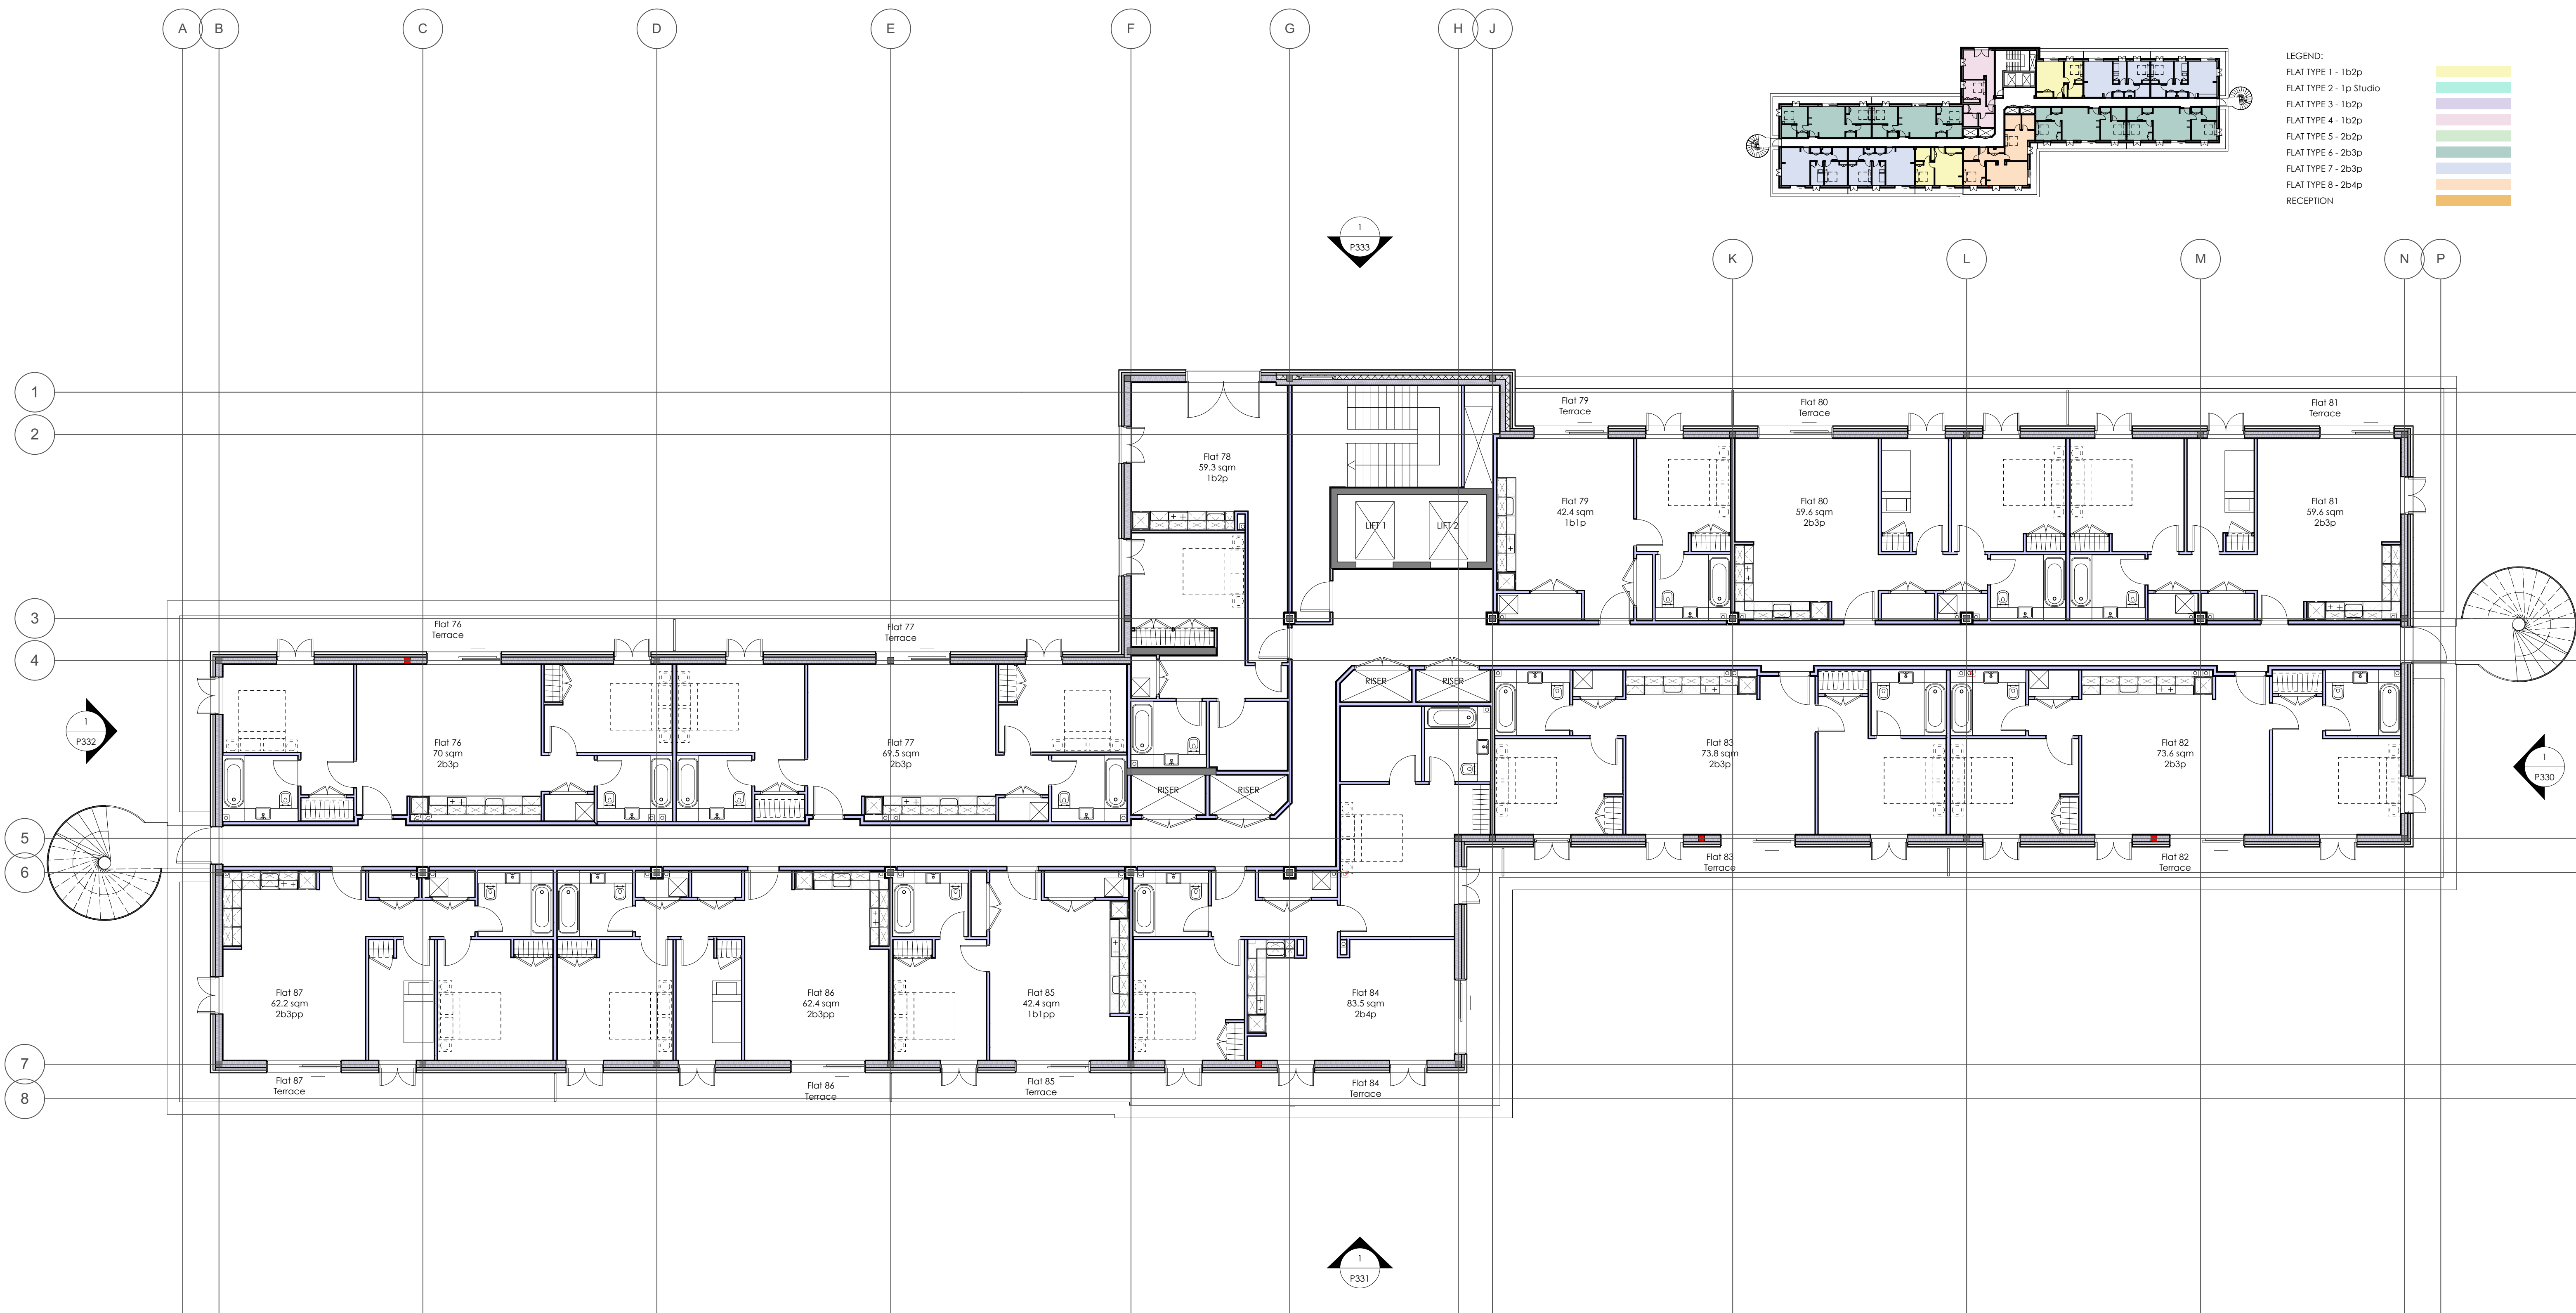 A
B
C
D
E
F
G
H
J
LEGEND:
FLAT TYPE 1 - 1b2p
FLAT TYPE 2 - 1p Studio
FLAT TYPE 3 - 1b2p
FLAT TYPE 4 - 1b2p
FLAT TYPE 5 - 2b2p
FLAT TYPE 6 - 2b3p
FLAT TYPE 7 - 2b3p
FLAT TYPE 8 - 2b4p
RECEPTION
1
P333
K
L
M
N
P
1
2
3
4
5
6
7
8
Flat 79
Terrace
Flat 80
Terrace
Flat 81
Terrace
Flat 78
59.3 sqm
1b2p
LIFT 1
LIFT 2
Flat 79
42.4 sqm
1b1p
Flat 80
59.6 sqm
2b3p
Flat 81
59.6 sqm
2b3p
Flat 76
Terrace
Flat 77
Terrace
RISER
RISER
1
P332
Flat 76
70 sqm
2b3p
Flat 77
69.5 sqm
2b3p
Flat 83
73.8 sqm
2b3p
Flat 82
73.6 sqm
2b3p
1
P330
RISER
RISER
Flat 83
Terrace
Flat 82
Terrace
Flat 87
62.2 sqm
2b3pp
Flat 86
62.4 sqm
2b3pp
Flat 85
42.4 sqm
1b1pp
Flat 84
83.5 sqm
2b4p
Flat 87
Terrace
Flat 86
Terrace
Flat 85
Terrace
Flat 84
Terrace
1
P331